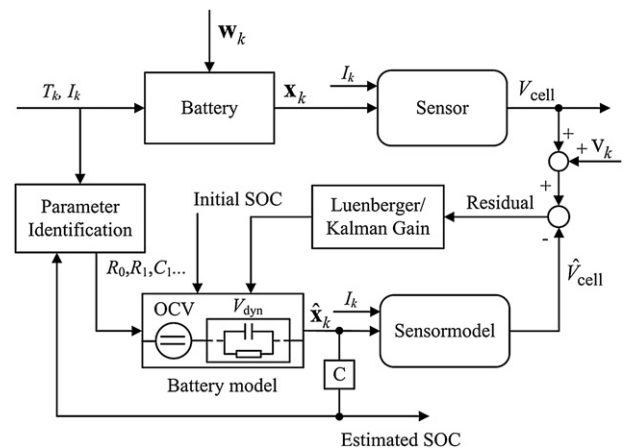 w_k
T_k, I_k
Battery
x_k
I_k
Sensor
V_cell
+
+
v_k
+
-
Parameter
Identification
Initial SOC
Luenberger/
Kalman Gain
Residual
V̂_cell
R_0,R_1,C_1...
OCV
V_dyn
x̂_k
I_k
Sensormodel
Battery model
C
Estimated SOC